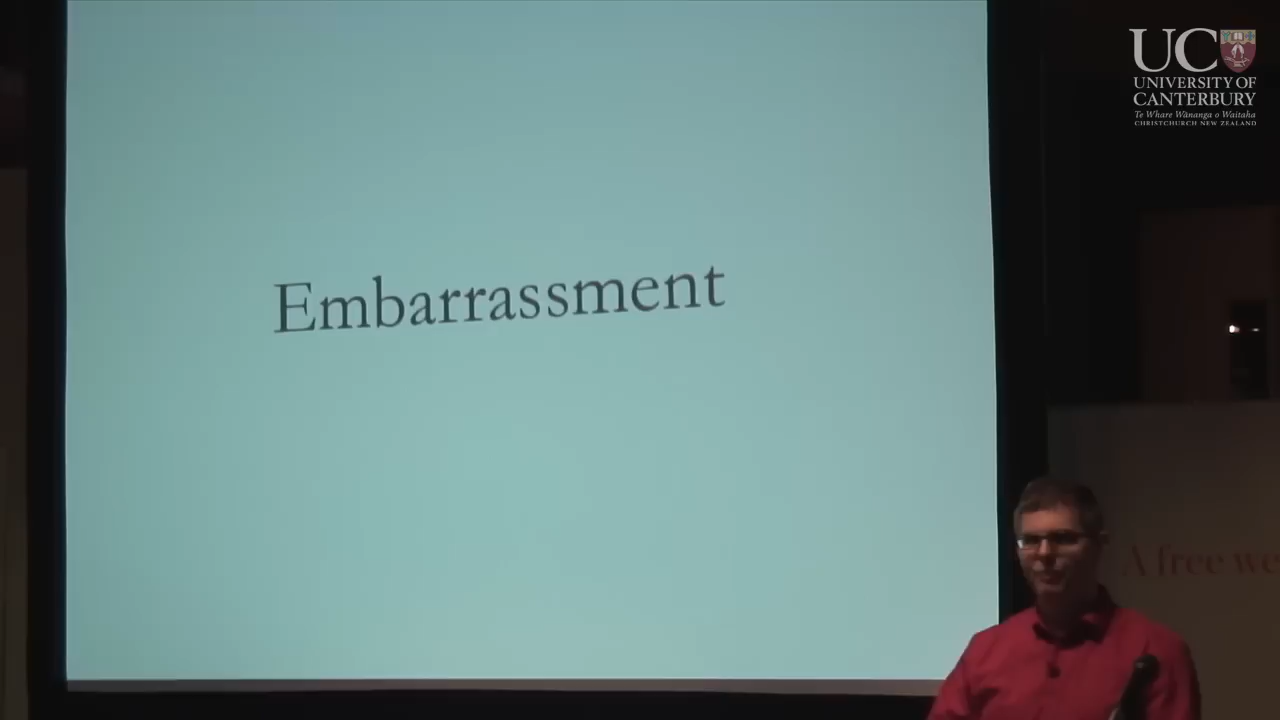 UC
UNIVERSITY OF
CANTERBURY
Te Whare Wānanga o Waitaha
CHRISTCHURCH NEW ZEALAND
Embarrassment
A free we